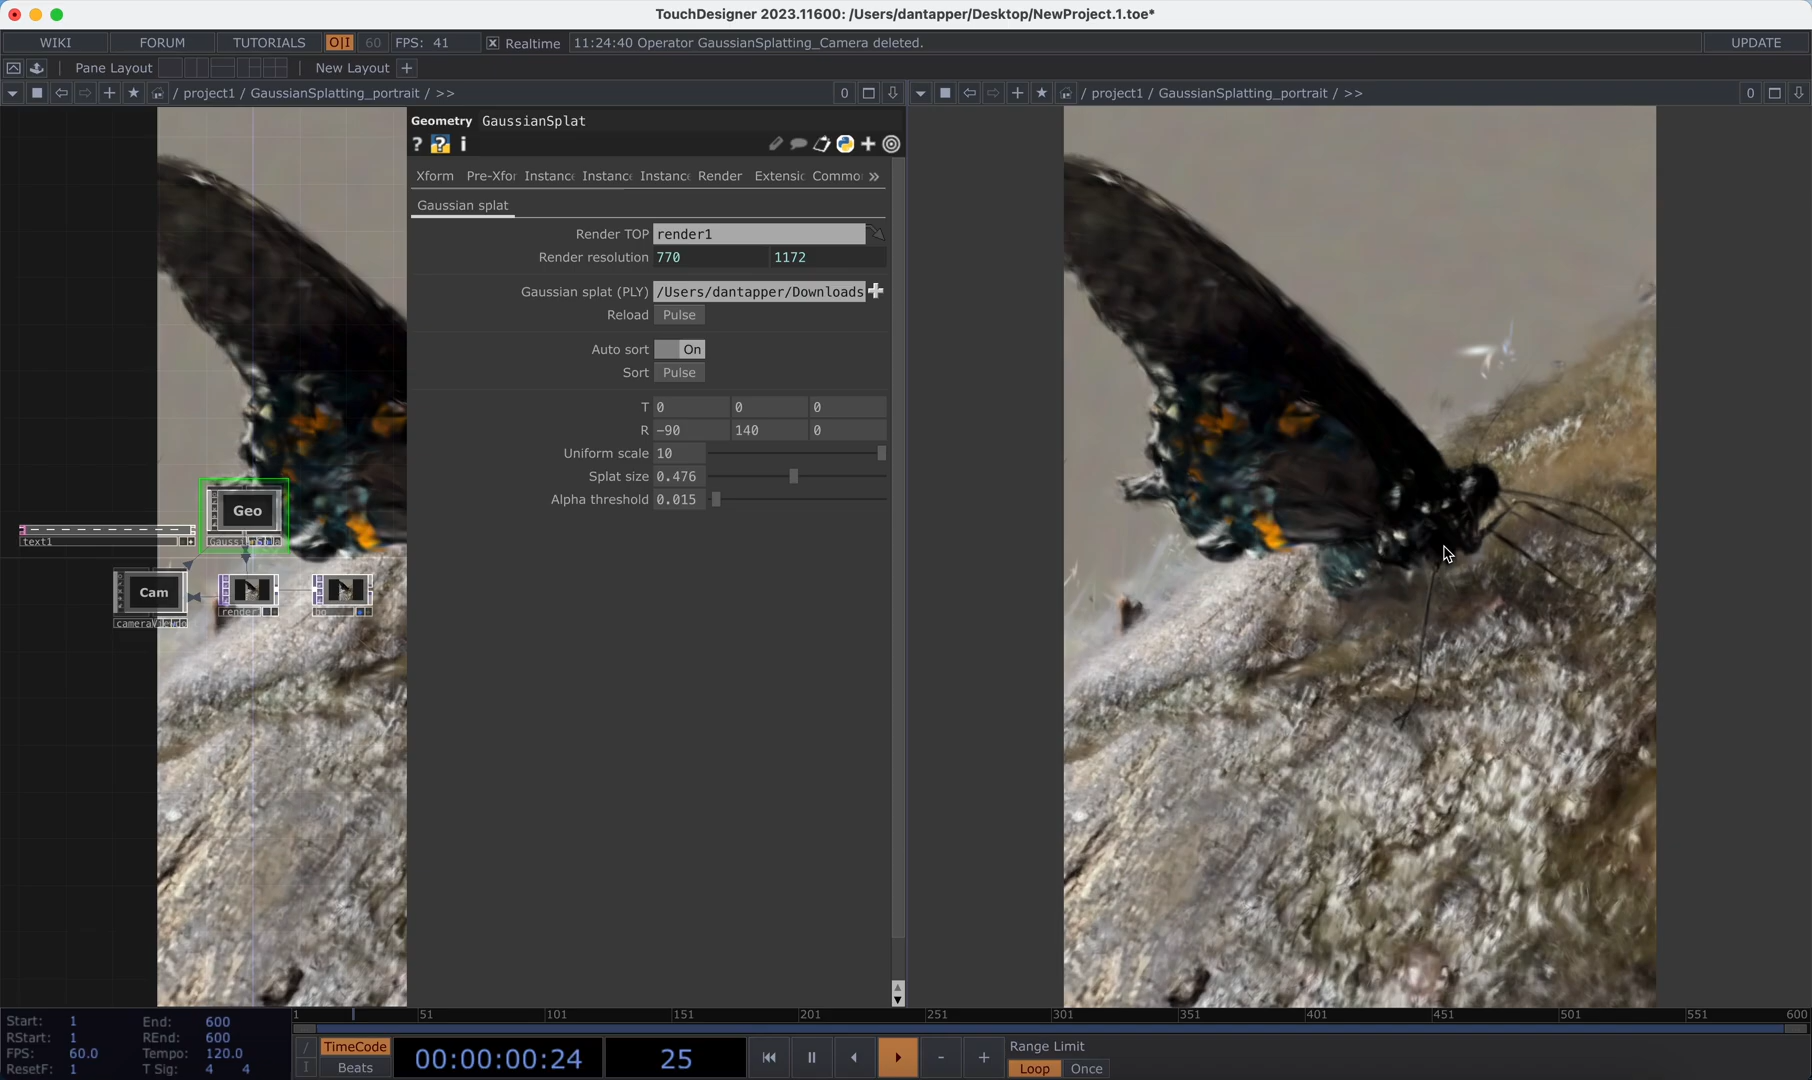 TouchDesigner 2023.11600: /Users/dantapper/Desktop/NewProject.1.toe*
WIKI FORUM TUTORIALS O|I 60 FPS: 41 Realtime 11:24:40 Operator GaussianSplatting_Camera deleted. UPDATE
Pane Layout New Layout +
/ project1 / GaussianSplatting_portrait / >> 0 / project1 / GaussianSplatting_portrait / >> 0
Geometry GaussianSplat
? ? i
Xform Pre-Xfo Instanc Instanc Instanc Render Extensi Commo »
Gaussian splat
Render TOP render1
Render resolution 770 1172
Gaussian splat (PLY) /Users/dantapper/Downloads
Reload Pulse
Auto sort On
Sort Pulse
T 0 0 0
R -90 140 0
Uniform scale 10
Splat size 0.476
Alpha threshold 0.015
Geo
text1
Cam
1 51 101 151 201 251 301 351 401 451 501 551 600
Start: 1 End: 600
RStart: 1 REnd: 600
FPS: 60.0 Tempo: 120.0
ResetF: 1 T Sig: 4 4
TimeCode
Beats
00:00:00:24 25
- +
Range Limit
Loop Once